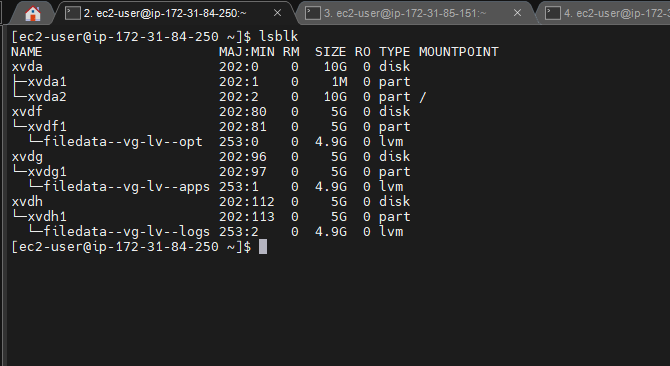 2. ec2-user@ip-172-31-84-250:~ 3. ec2-user@ip-172-31-85-151:~ 4. ec2-user@ip-172-
[ec2-user@ip-172-31-84-250 ~]$ lsblk
NAME                      MAJ:MIN RM  SIZE RO TYPE MOUNTPOINT
xvda                      202:0    0   10G  0 disk
├─xvda1                   202:1    0    1M  0 part
└─xvda2                   202:2    0   10G  0 part /
xvdf                      202:80   0    5G  0 disk
└─xvdf1                   202:81   0    5G  0 part
  └─filedata--vg-lv--opt  253:0    0  4.9G  0 lvm
xvdg                      202:96   0    5G  0 disk
└─xvdg1                   202:97   0    5G  0 part
  └─filedata--vg-lv--apps 253:1    0  4.9G  0 lvm
xvdh                      202:112  0    5G  0 disk
└─xvdh1                   202:113  0    5G  0 part
  └─filedata--vg-lv--logs 253:2    0  4.9G  0 lvm
[ec2-user@ip-172-31-84-250 ~]$